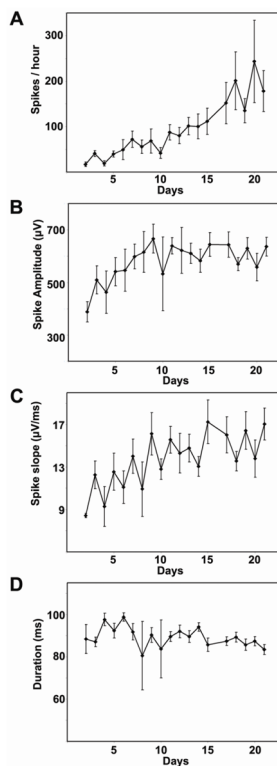 A
Spikes / hour
300
200
100
5 10 15 20
Days
B
Spike Amplitude (µV)
700
500
300
5 10 15 20
Days
C
Spike slope (µV/ms)
17
13
9
5 10 15 20
Days
D
Duration (ms)
100
80
60
5 10 15 20
Days